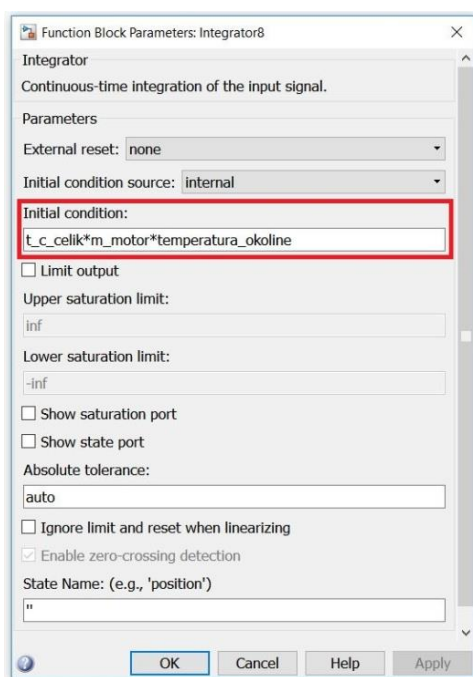 Function Block Parameters: Integrator8
Integrator
Continuous-time integration of the input signal.
Parameters
External reset: none
Initial condition source: internal
Initial condition:
t_c_celik*m_motor*temperatura_okoline
Limit output
Upper saturation limit:
inf
Lower saturation limit:
-inf
Show saturation port
Show state port
Absolute tolerance:
auto
Ignore limit and reset when linearizing
Enable zero-crossing detection
State Name: (e.g., 'position')
''
OK Cancel Help Apply